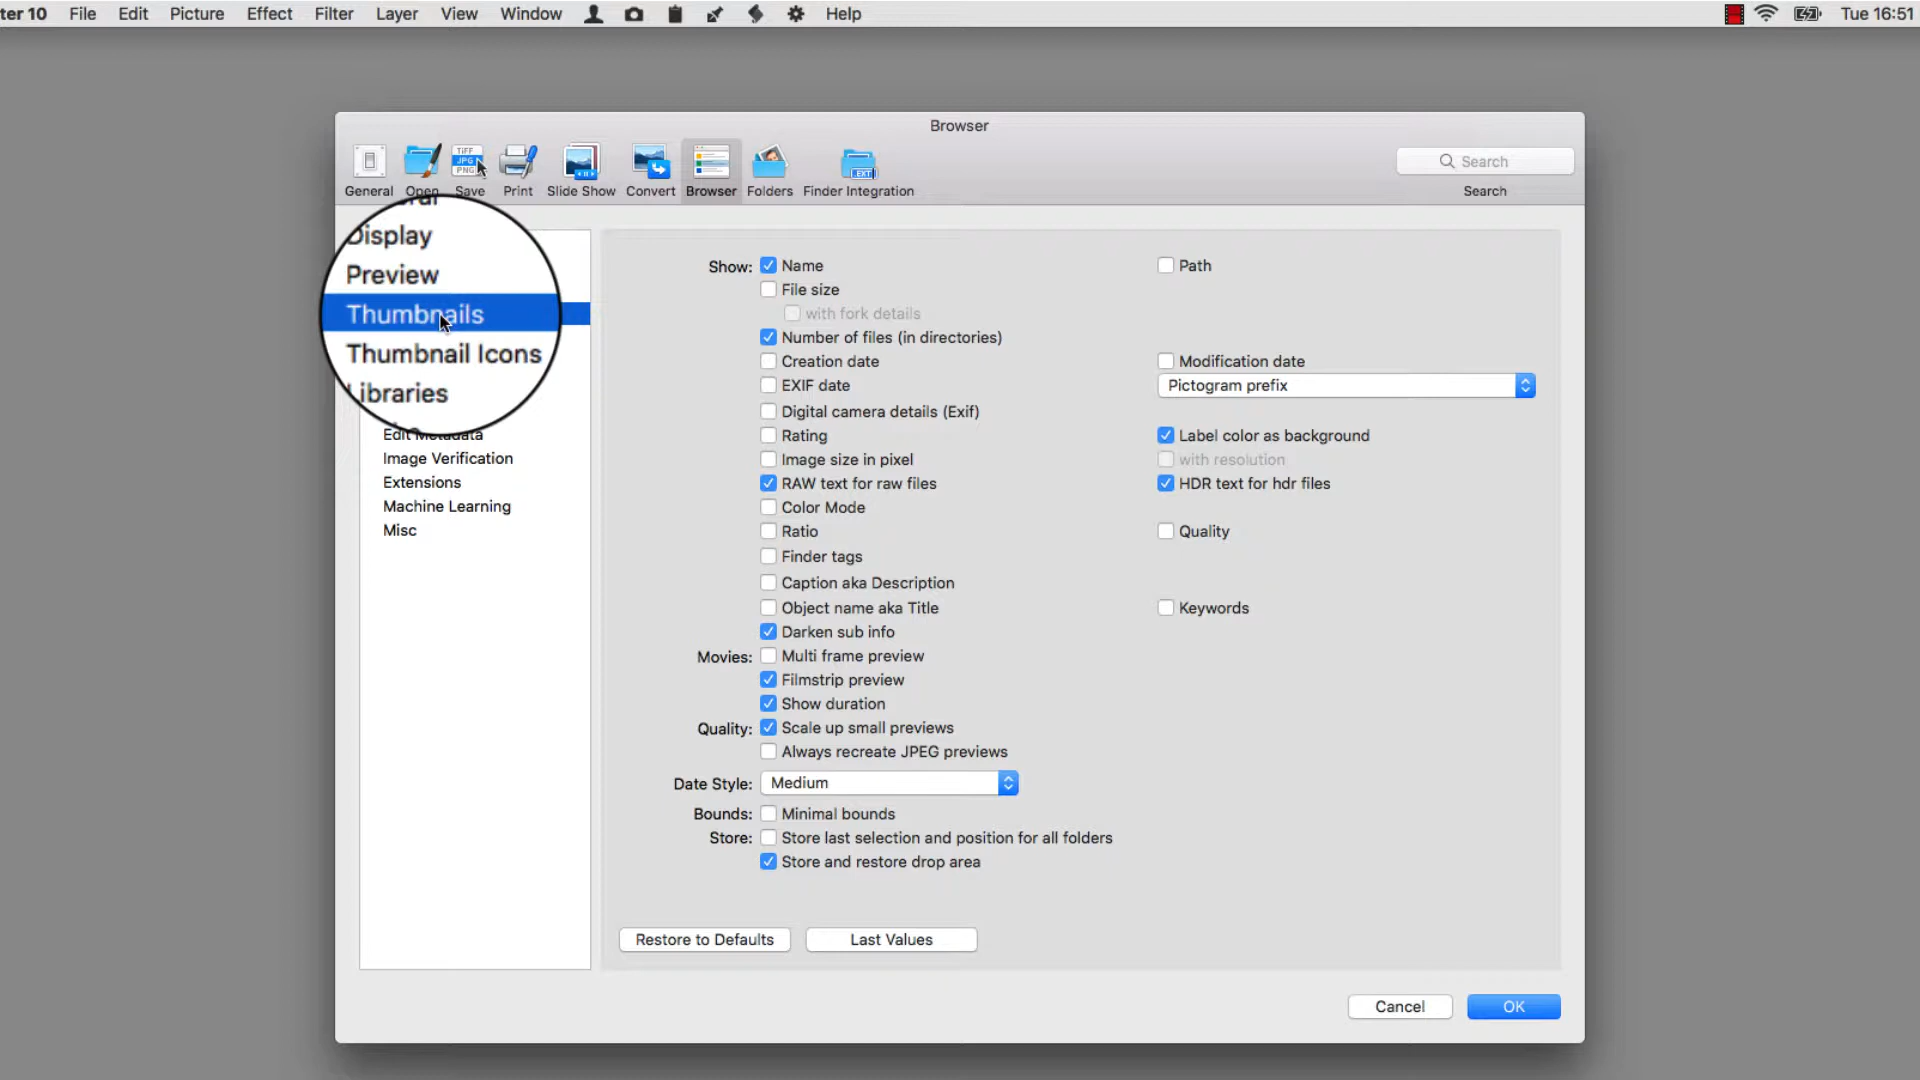 ter 10 File Edit Picture Effect Filter Layer View Window Help Tue 16:51
Browser
TIFF
JPG
PNG
EXT
Search
General Open Save Print Slide Show Convert Browser Folders Finder Integration Search
Display
Preview
Thumbnails
Thumbnail Icons
Libraries
Edit Metadata
Image Verification
Extensions
Machine Learning
Misc
Show: Name Path
File size
with fork details
Number of files (in directories)
Creation date Modification date
EXIF date Pictogram prefix
Digital camera details (Exif)
Rating Label color as background
Image size in pixel with resolution
RAW text for raw files HDR text for hdr files
Color Mode
Ratio Quality
Finder tags
Caption aka Description
Object name aka Title Keywords
Darken sub info
Movies: Multi frame preview
Filmstrip preview
Show duration
Quality: Scale up small previews
Always recreate JPEG previews
Date Style: Medium
Bounds: Minimal bounds
Store: Store last selection and position for all folders
Store and restore drop area
Restore to Defaults Last Values
Cancel OK